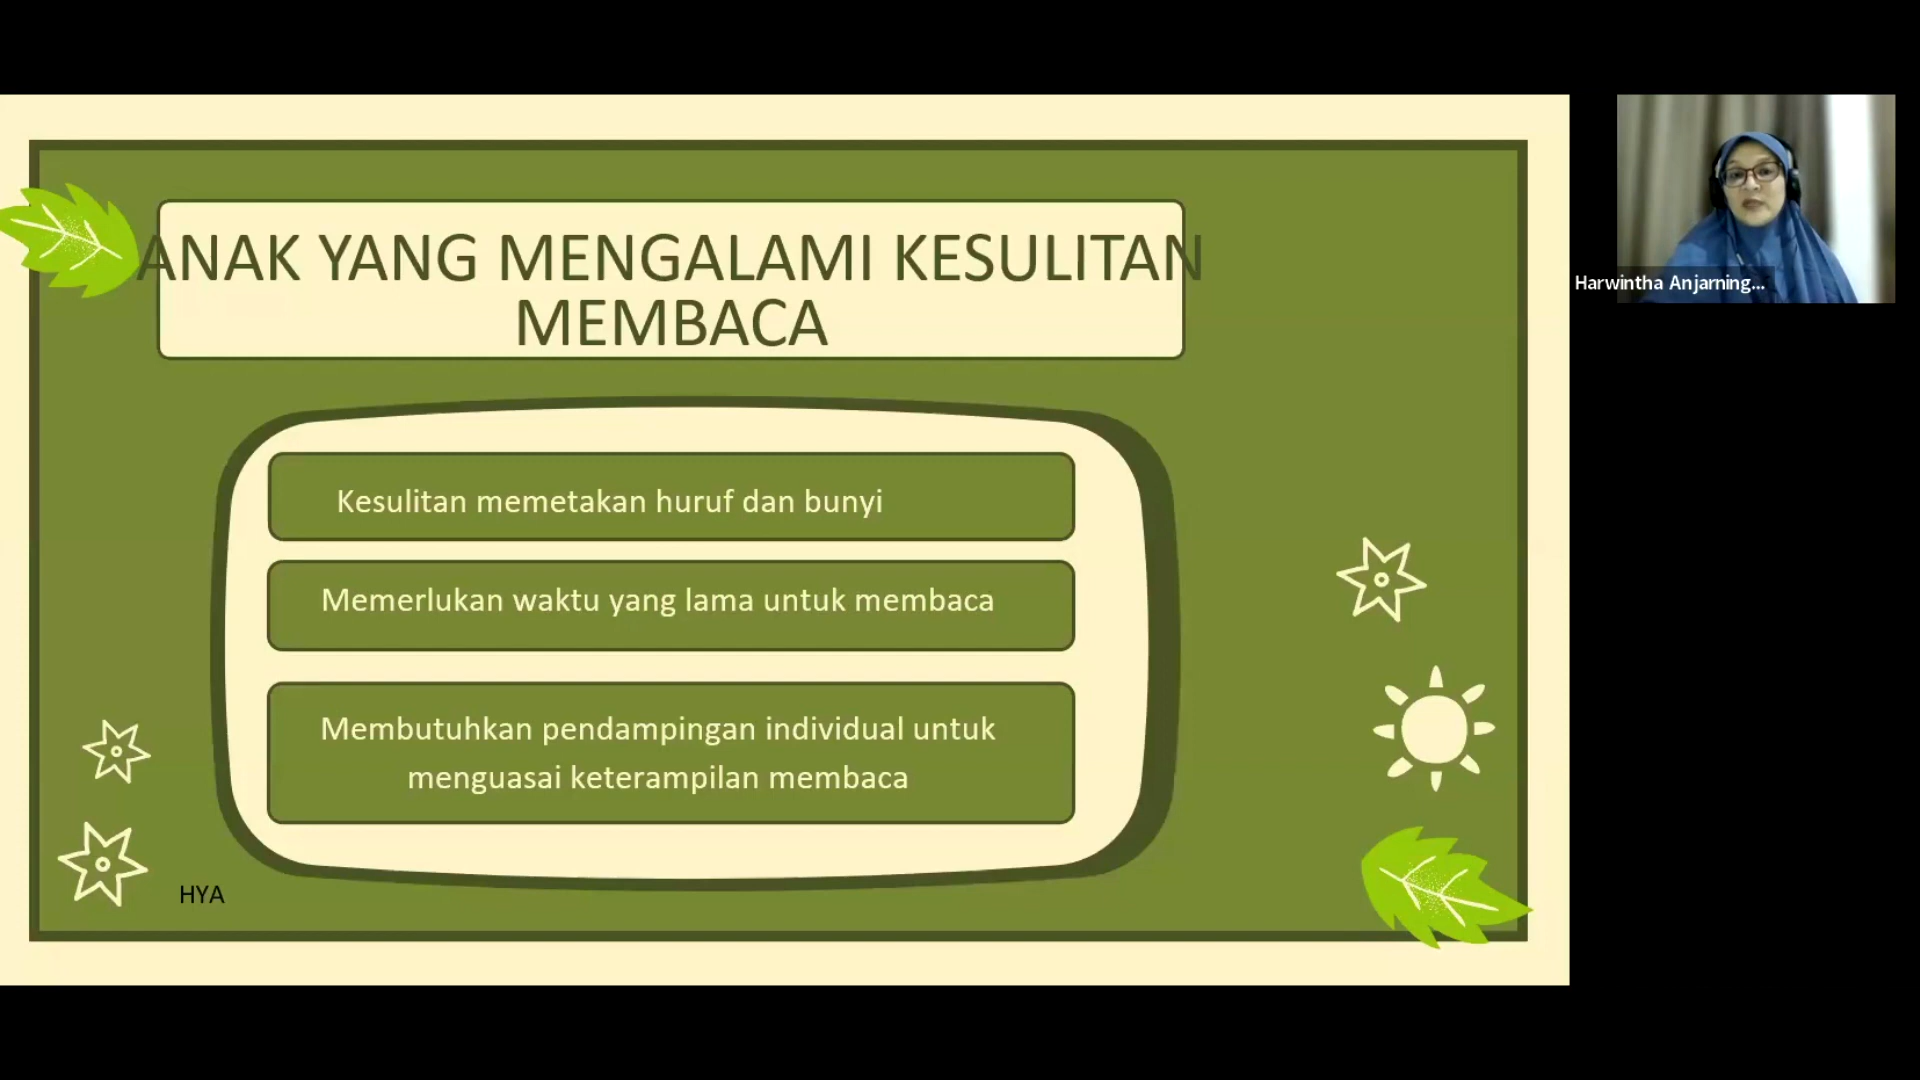 ANAK YANG MENGALAMI KESULITAN
MEMBACA
Kesulitan memetakan huruf dan bunyi
Memerlukan waktu yang lama untuk membaca
Membutuhkan pendampingan individual untuk
menguasai keterampilan membaca
HYA
Harwintha Anjarning...